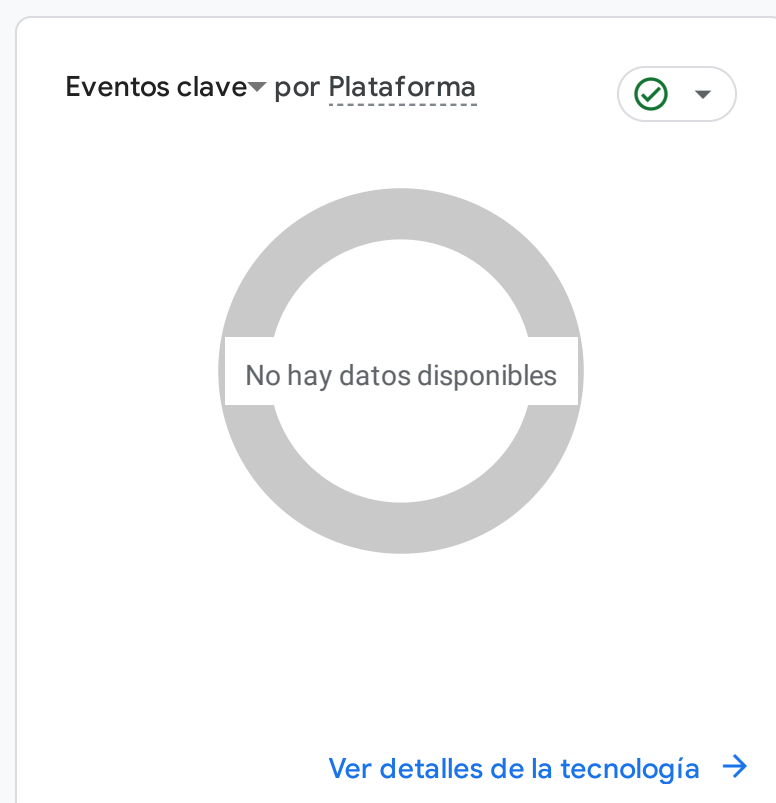 Eventos clave por Plataforma
No hay datos disponibles
Ver detalles de la tecnología